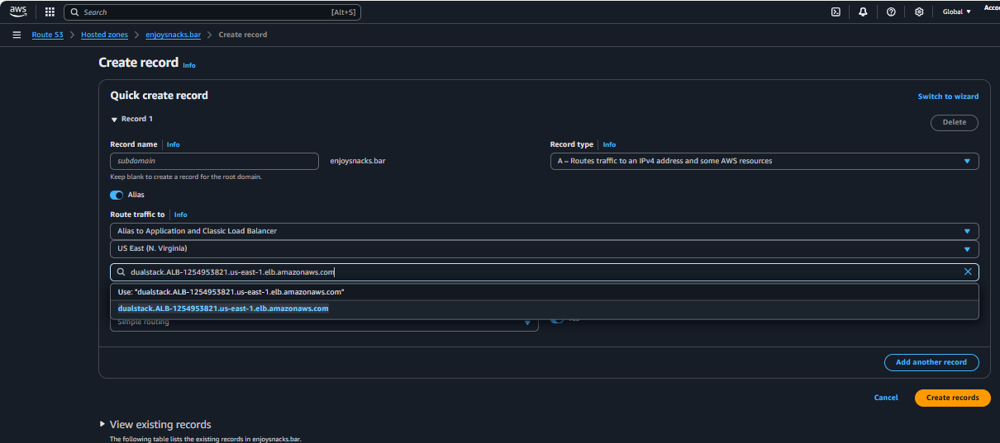 aws Search [Alt+S] Global ▼ Acco
Route 53 > Hosted zones > enjoysnacks.bar > Create record
Create record Info
Quick create record Switch to wizard
▼ Record 1 Delete
Record name Info Record type Info
subdomain enjoysnacks.bar A – Routes traffic to an IPv4 address and some AWS resources
Keep blank to create a record for the root domain.
Alias
Route traffic to Info
Alias to Application and Classic Load Balancer
US East (N. Virginia)
dualstack.ALB-1254953821.us-east-1.elb.amazonaws.com
Use: "dualstack.ALB-1254953821.us-east-1.elb.amazonaws.com"
dualstack.ALB-1254953821.us-east-1.elb.amazonaws.com
Simple routing Yes
Add another record
Cancel Create records
▶ View existing records
The following table lists the existing records in enjoysnacks.bar.